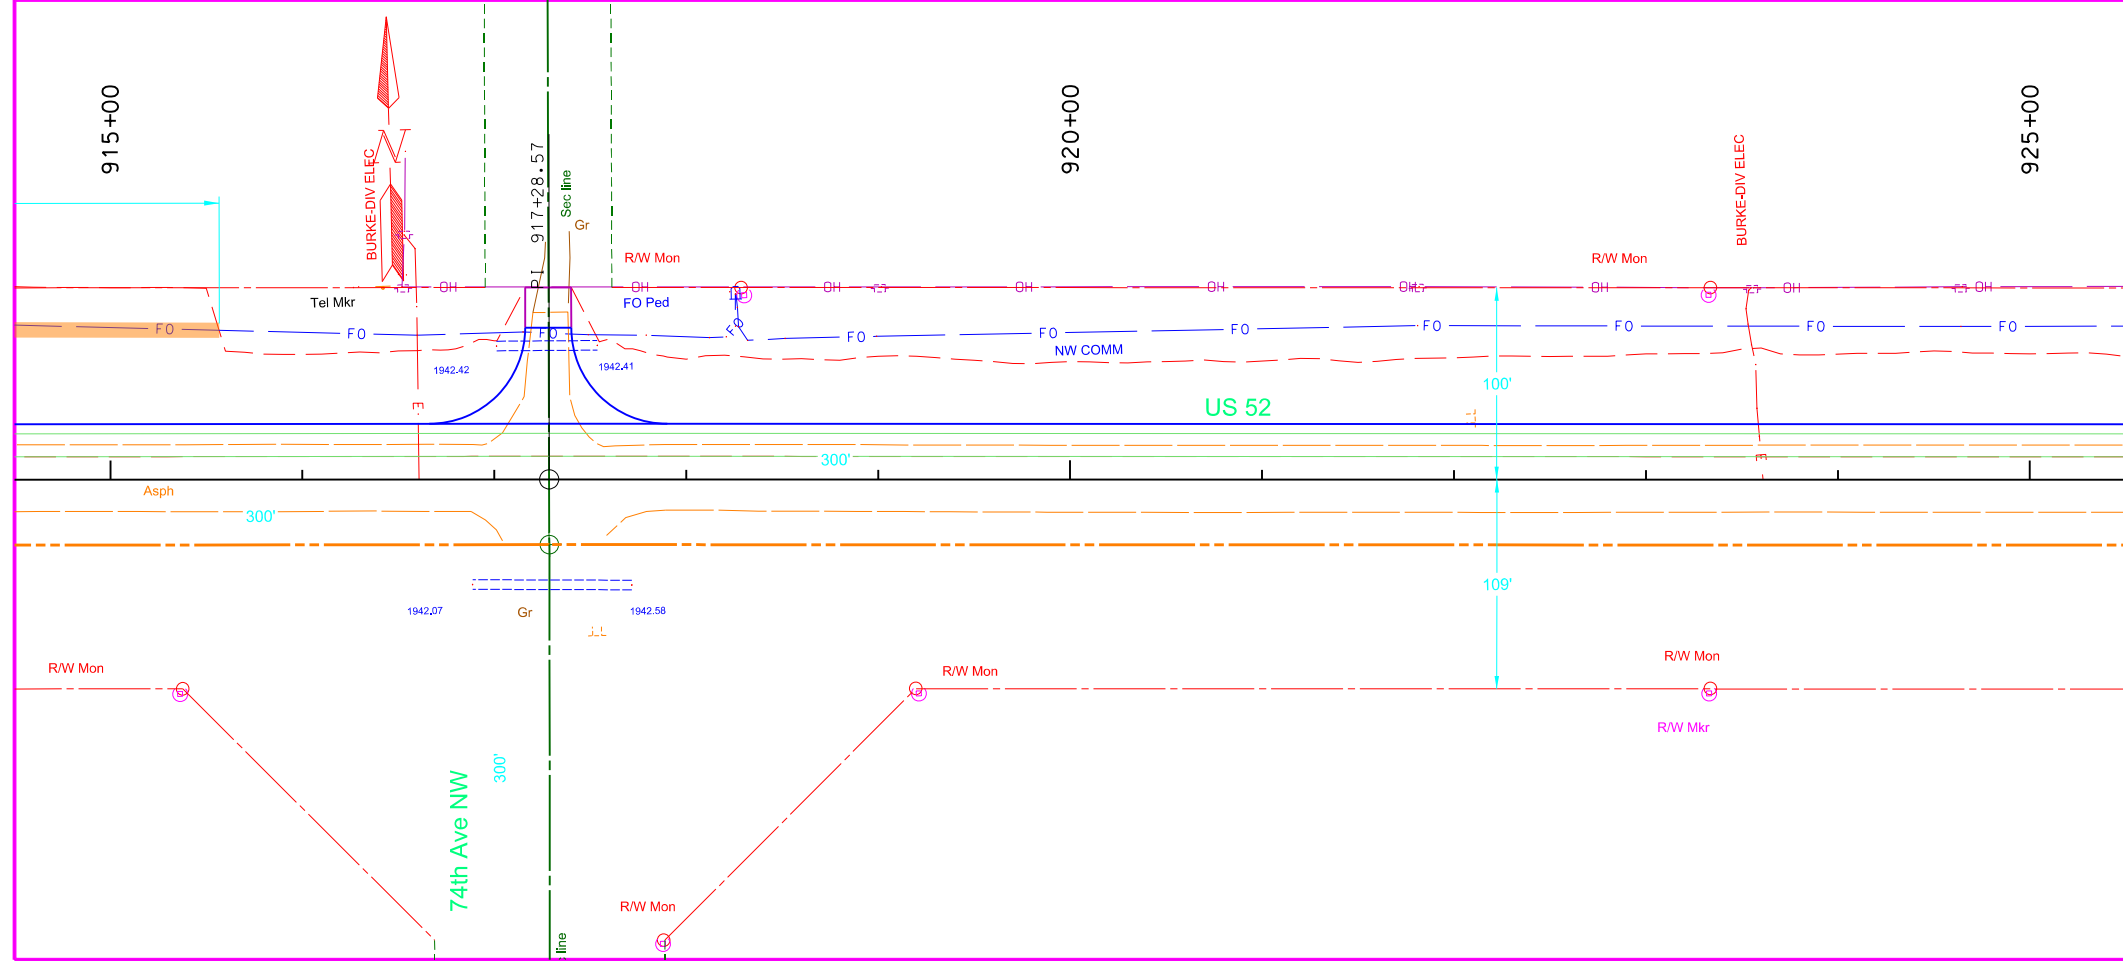 915+00
920+00
925+00
BURKE-DIV ELEC
N
PI 917+28.57
Sec line
BURKE-DIV ELEC
Gr
R/W Mon
R/W Mon
OH
OH
OH
OH
OH
OH
OH
OH
OH
Tel Mkr
FO Ped
FO
FO
FO
FO
FO
FO
FO
FO
FO
FO
FO
NW COMM
1942.42
1942.41
100'
E
US 52
300'
E
Asph
300'
109'
1942.07
Gr
1942.58
R/W Mon
R/W Mon
R/W Mon
R/W Mkr
300'
74th Ave NW
R/W Mon
line